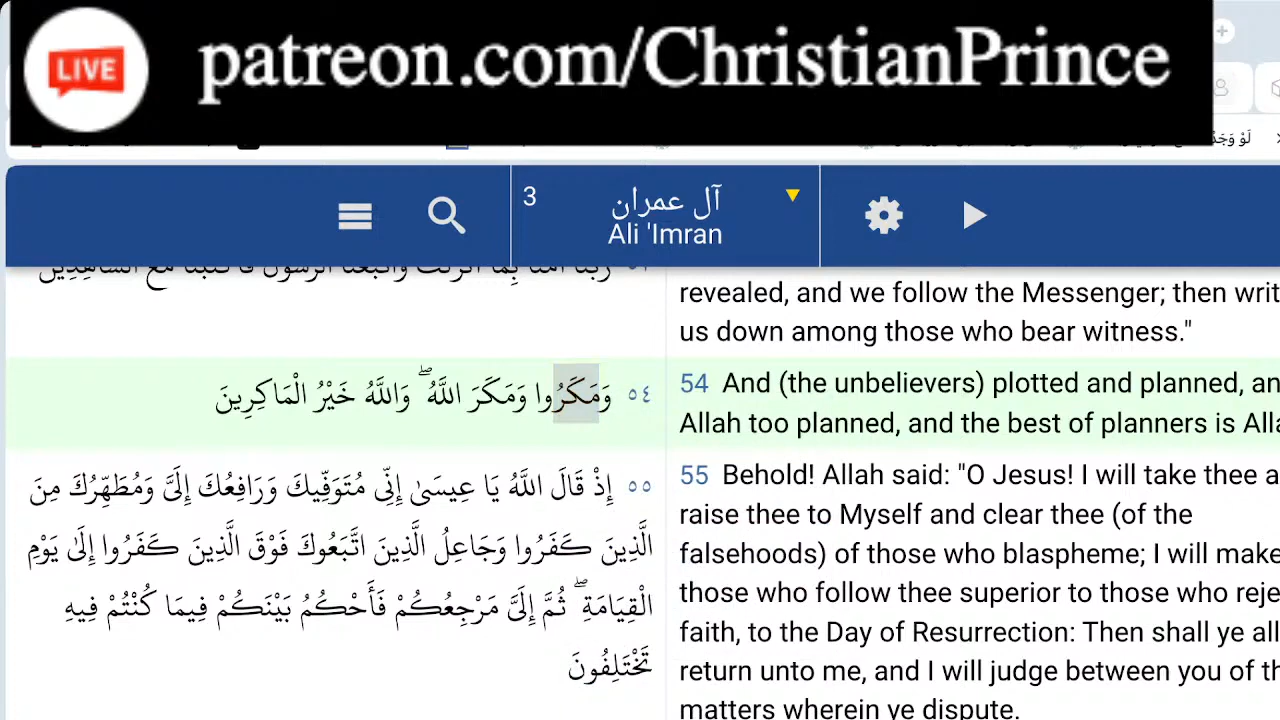 LIVE
patreon.com/ChristianPrince
3
آل عمران
Ali 'Imran
revealed, and we follow the Messenger; then writ
us down among those who bear witness."
٥٤ وَمَكَرُوا وَمَكَرَ اللَّهُ ۖ وَاللَّهُ خَيْرُ الْمَاكِرِينَ
54 And (the unbelievers) plotted and planned, an
Allah too planned, and the best of planners is Alla
٥٥ إِذْ قَالَ اللَّهُ يَا عِيسَىٰ إِنِّي مُتَوَفِّيكَ وَرَافِعُكَ إِلَيَّ وَمُطَهِّرُكَ مِنَ
الَّذِينَ كَفَرُوا وَجَاعِلُ الَّذِينَ اتَّبَعُوكَ فَوْقَ الَّذِينَ كَفَرُوا إِلَىٰ يَوْمِ
الْقِيَامَةِ ۖ ثُمَّ إِلَيَّ مَرْجِعُكُمْ فَأَحْكُمُ بَيْنَكُمْ فِيمَا كُنْتُمْ فِيهِ
تَخْتَلِفُونَ
55 Behold! Allah said: "O Jesus! I will take thee a
raise thee to Myself and clear thee (of the
falsehoods) of those who blaspheme; I will make
those who follow thee superior to those who reje
faith, to the Day of Resurrection: Then shall ye all
return unto me, and I will judge between you of th
matters wherein ye dispute.